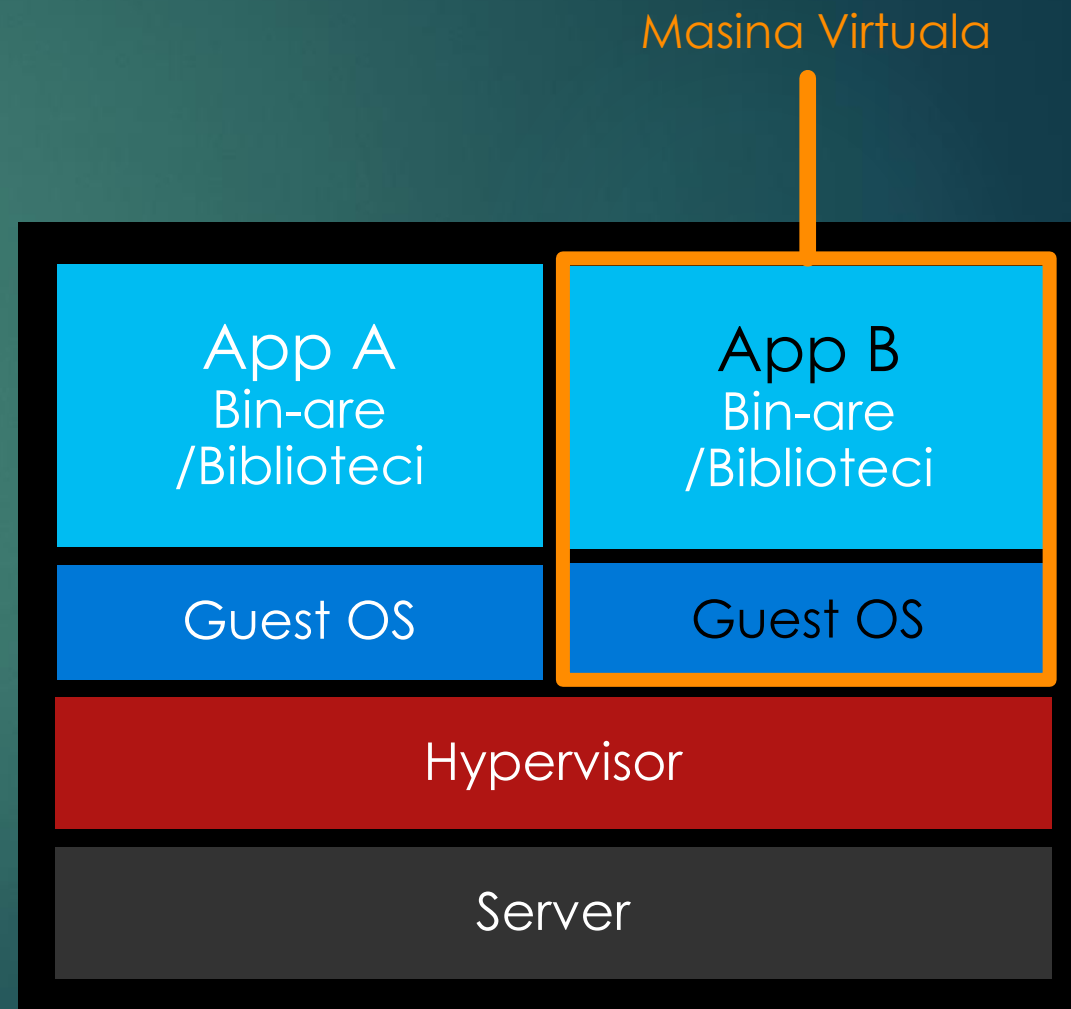 Masina Virtuala
App A
Bin-are
/Biblioteci
App B
Bin-are
/Biblioteci
Guest OS
Guest OS
Hypervisor
Server